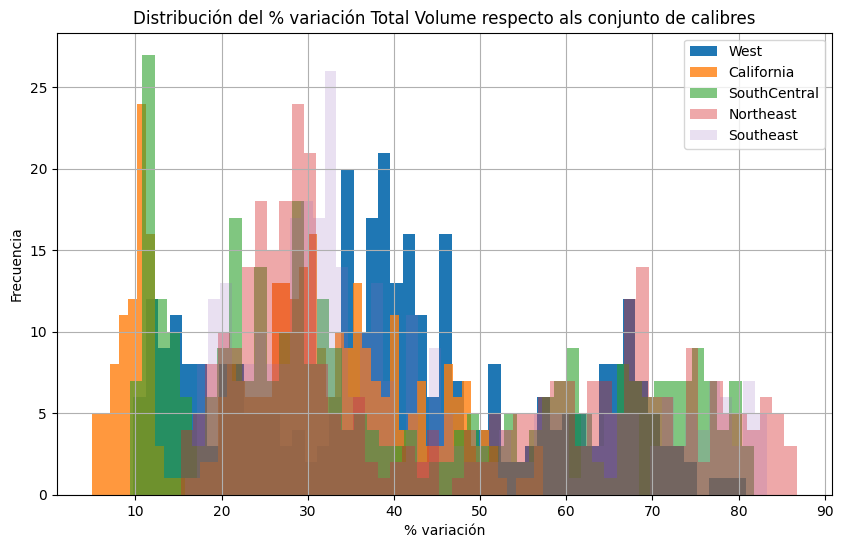 Distribución del % variación Total Volume respecto als conjunto de calibres
West
California
SouthCentral
Northeast
Southeast
Frecuencia
25
20
15
10
5
0
10 20 30 40 50 60 70 80 90
% variación